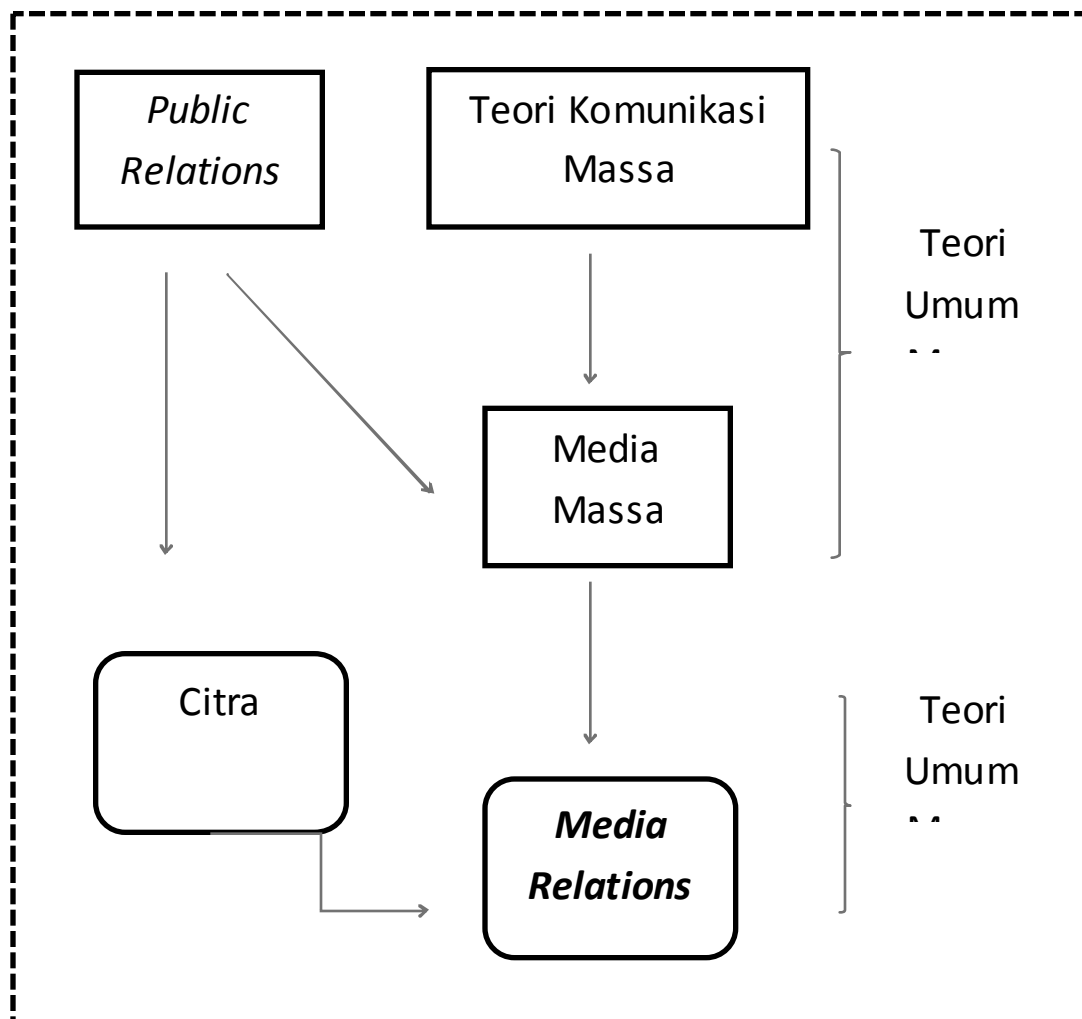 Public
Relations
Teori Komunikasi
Massa
Teori
Umum
Media
Massa
Citra
Teori
Umum
Media
Relations